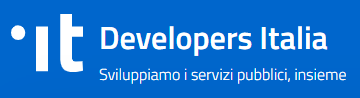 .it
Developers Italia
Sviluppiamo i servizi pubblici, insieme